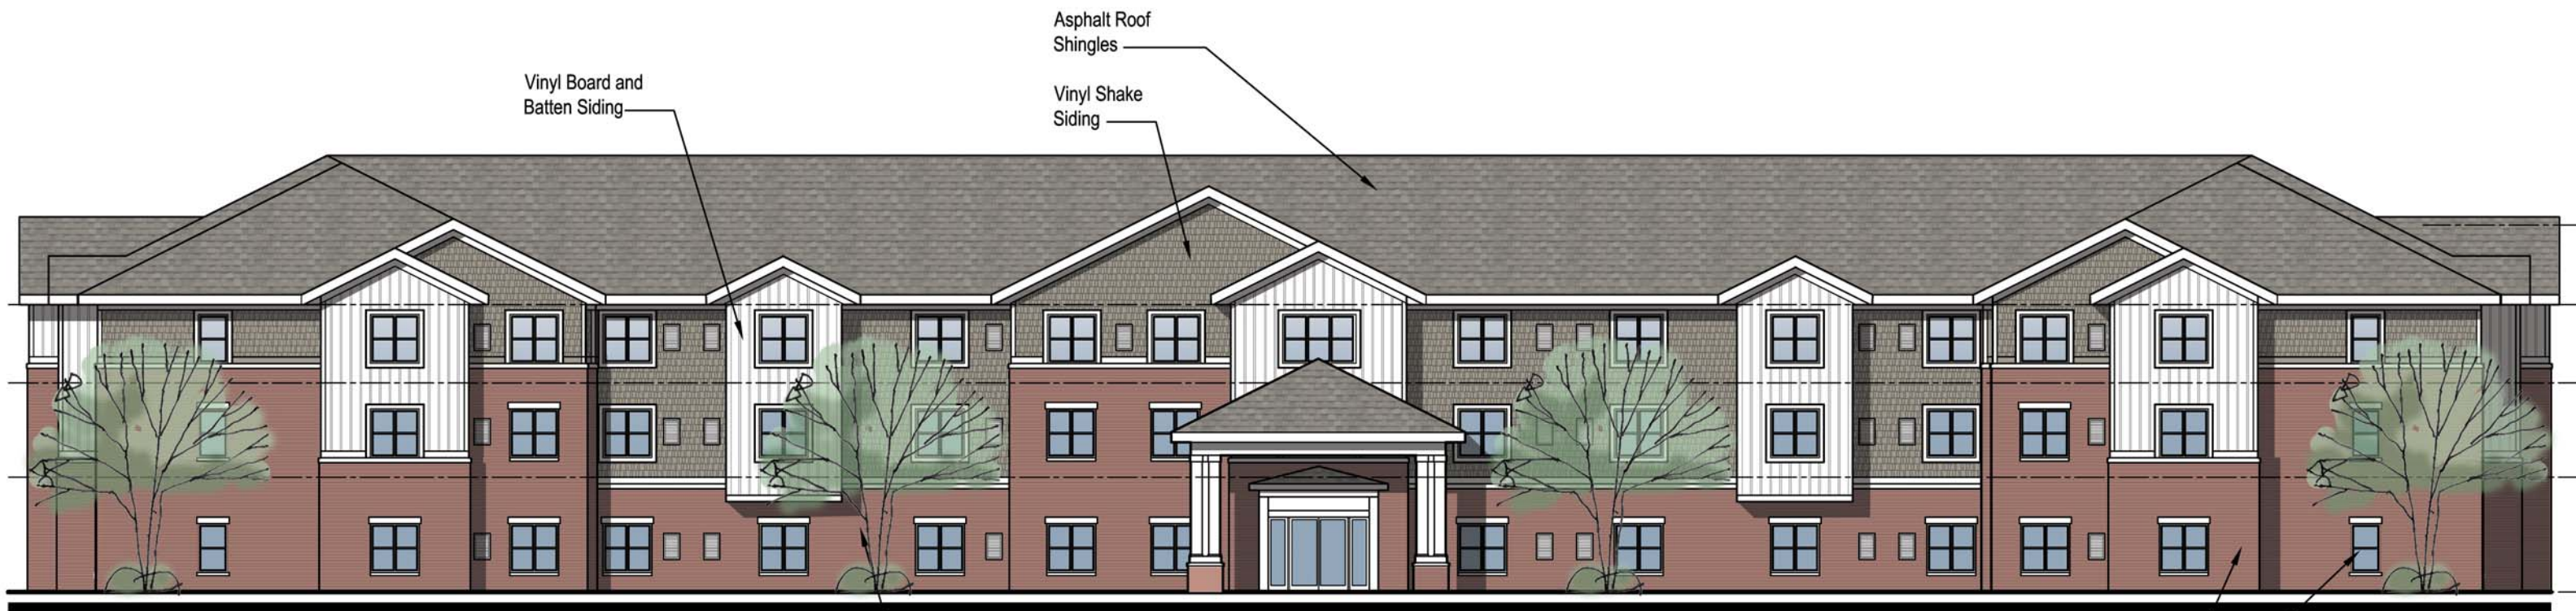 Asphalt Roof
Shingles
Vinyl Board and
Batten Siding
Vinyl Shake
Siding